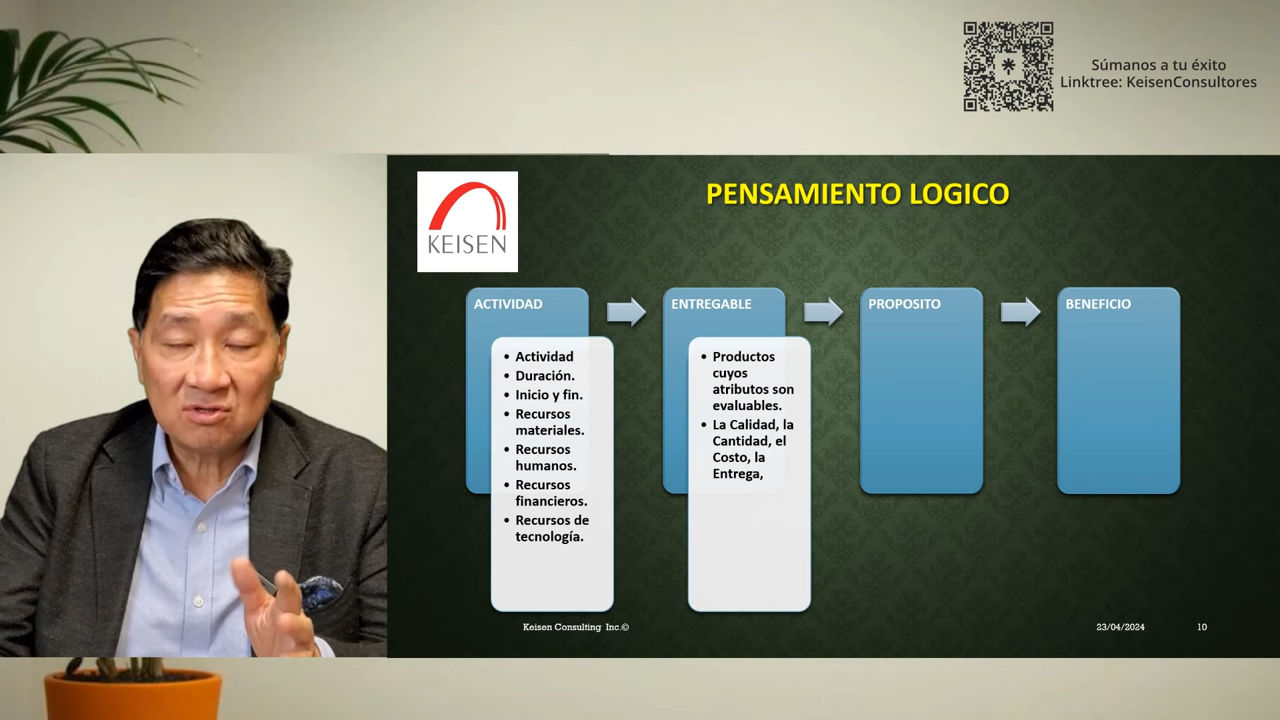 Súmanos a tu éxito
Linktree: KeisenConsultores
KEISEN
PENSAMIENTO LOGICO
ACTIVIDAD
• Actividad
• Duración.
• Inicio y fin.
• Recursos
materiales.
• Recursos
humanos.
• Recursos
financieros.
• Recursos de
tecnología.
ENTREGABLE
• Productos
cuyos
atributos son
evaluables.
• La Calidad, la
Cantidad, el
Costo, la
Entrega,
PROPOSITO
BENEFICIO
Keisen Consulting Inc.©
23/04/2024
10